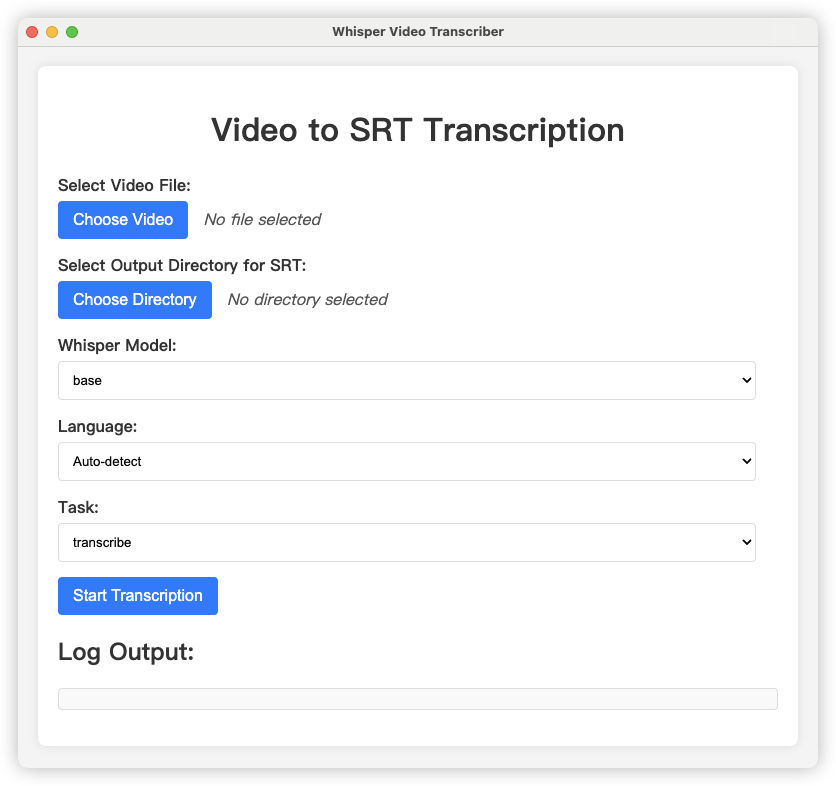 Whisper Video Transcriber
Video to SRT Transcription
Select Video File:
Choose Video No file selected
Select Output Directory for SRT:
Choose Directory No directory selected
Whisper Model:
base
Language:
Auto-detect
Task:
transcribe
Start Transcription
Log Output: